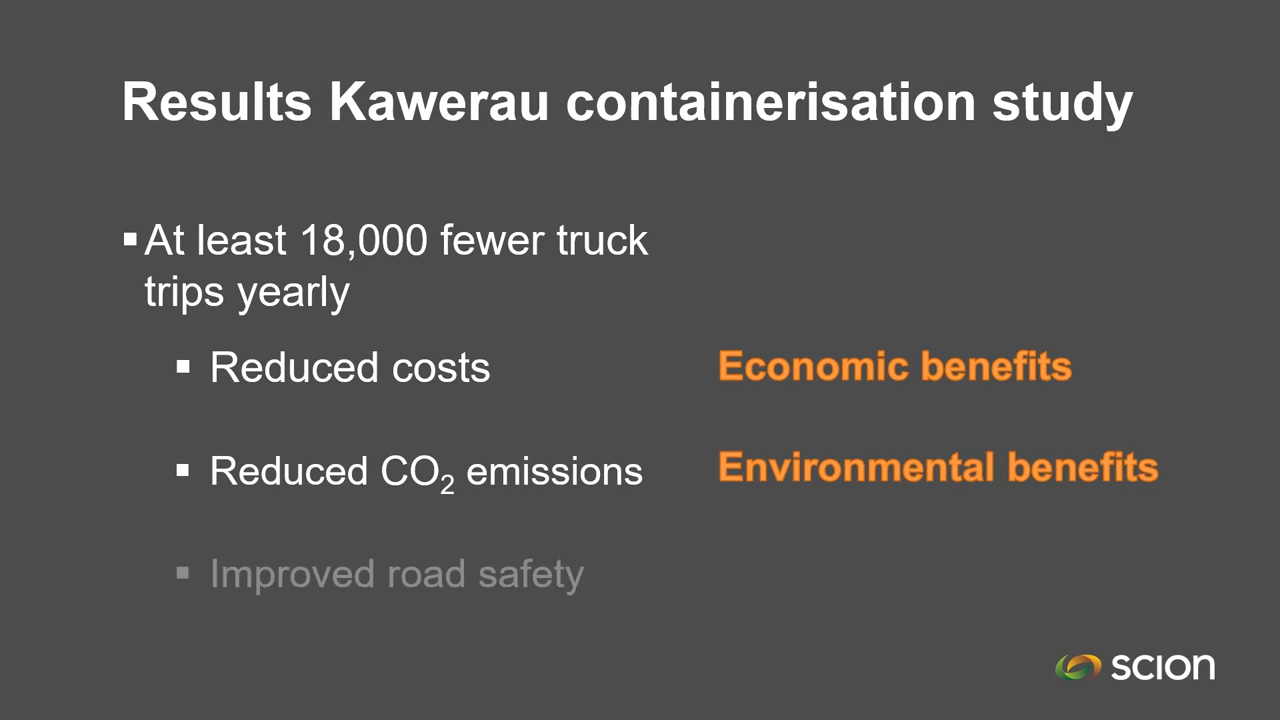 Results Kawerau containerisation study
▪ At least 18,000 fewer truck
trips yearly
▪ Reduced costs
Economic benefits
▪ Reduced CO₂ emissions
Environmental benefits
▪ Improved road safety
SCION